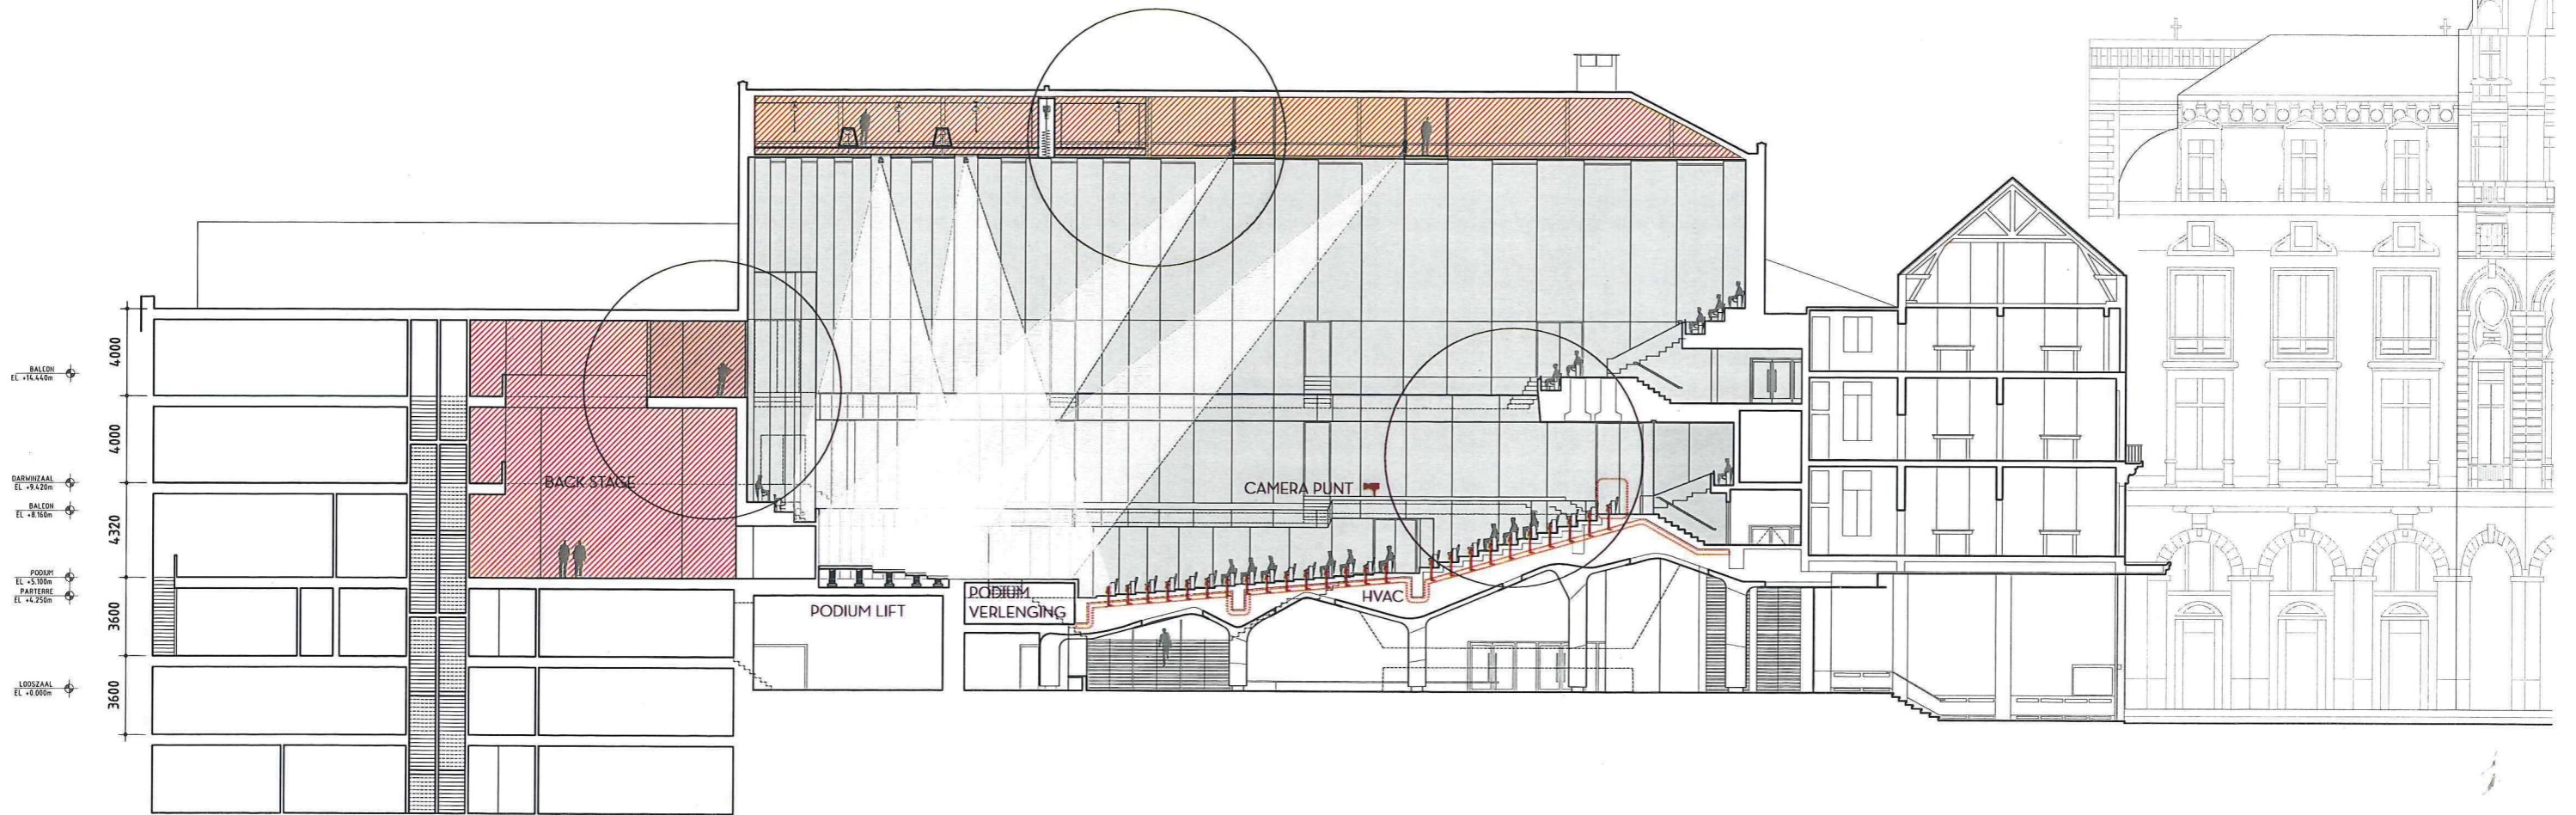 4000
BALCON
EL +14.440m
4000
DARWINZAAL
EL +9.420m
BALCON
EL +8.160m
4320
PODIUM
EL +5.100m
PARTERRE
EL +4.250m
3600
LOOSZAAL
EL +0.000m
3600
BACK STAGE
CAMERA PUNT
PODIUM LIFT
PODIUM
VERLENGING
HVAC